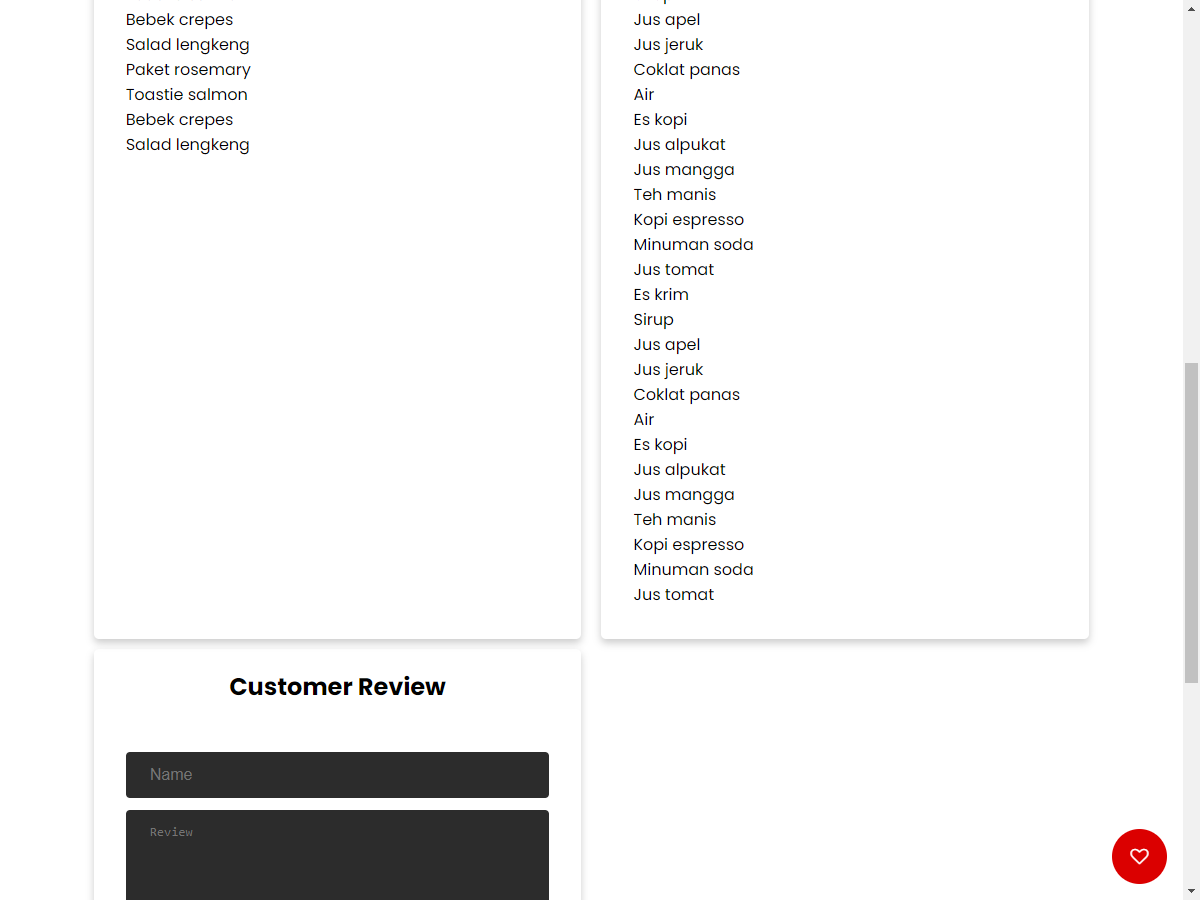 Bebek crepes
Salad lengkeng
Paket rosemary
Toastie salmon
Bebek crepes
Salad lengkeng
Jus apel
Jus jeruk
Coklat panas
Air
Es kopi
Jus alpukat
Jus mangga
Teh manis
Kopi espresso
Minuman soda
Jus tomat
Es krim
Sirup
Jus apel
Jus jeruk
Coklat panas
Air
Es kopi
Jus alpukat
Jus mangga
Teh manis
Kopi espresso
Minuman soda
Jus tomat
Customer Review
Name
Review